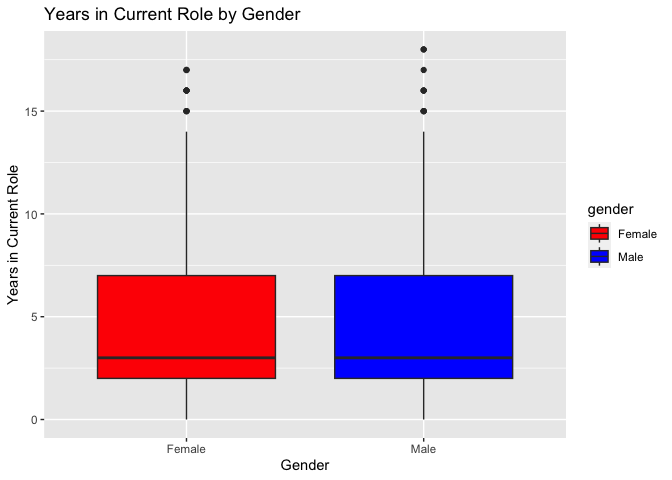 Years in Current Role by Gender
Years in Current Role
15
10
5
0
Female
Male
Gender
gender
Female
Male